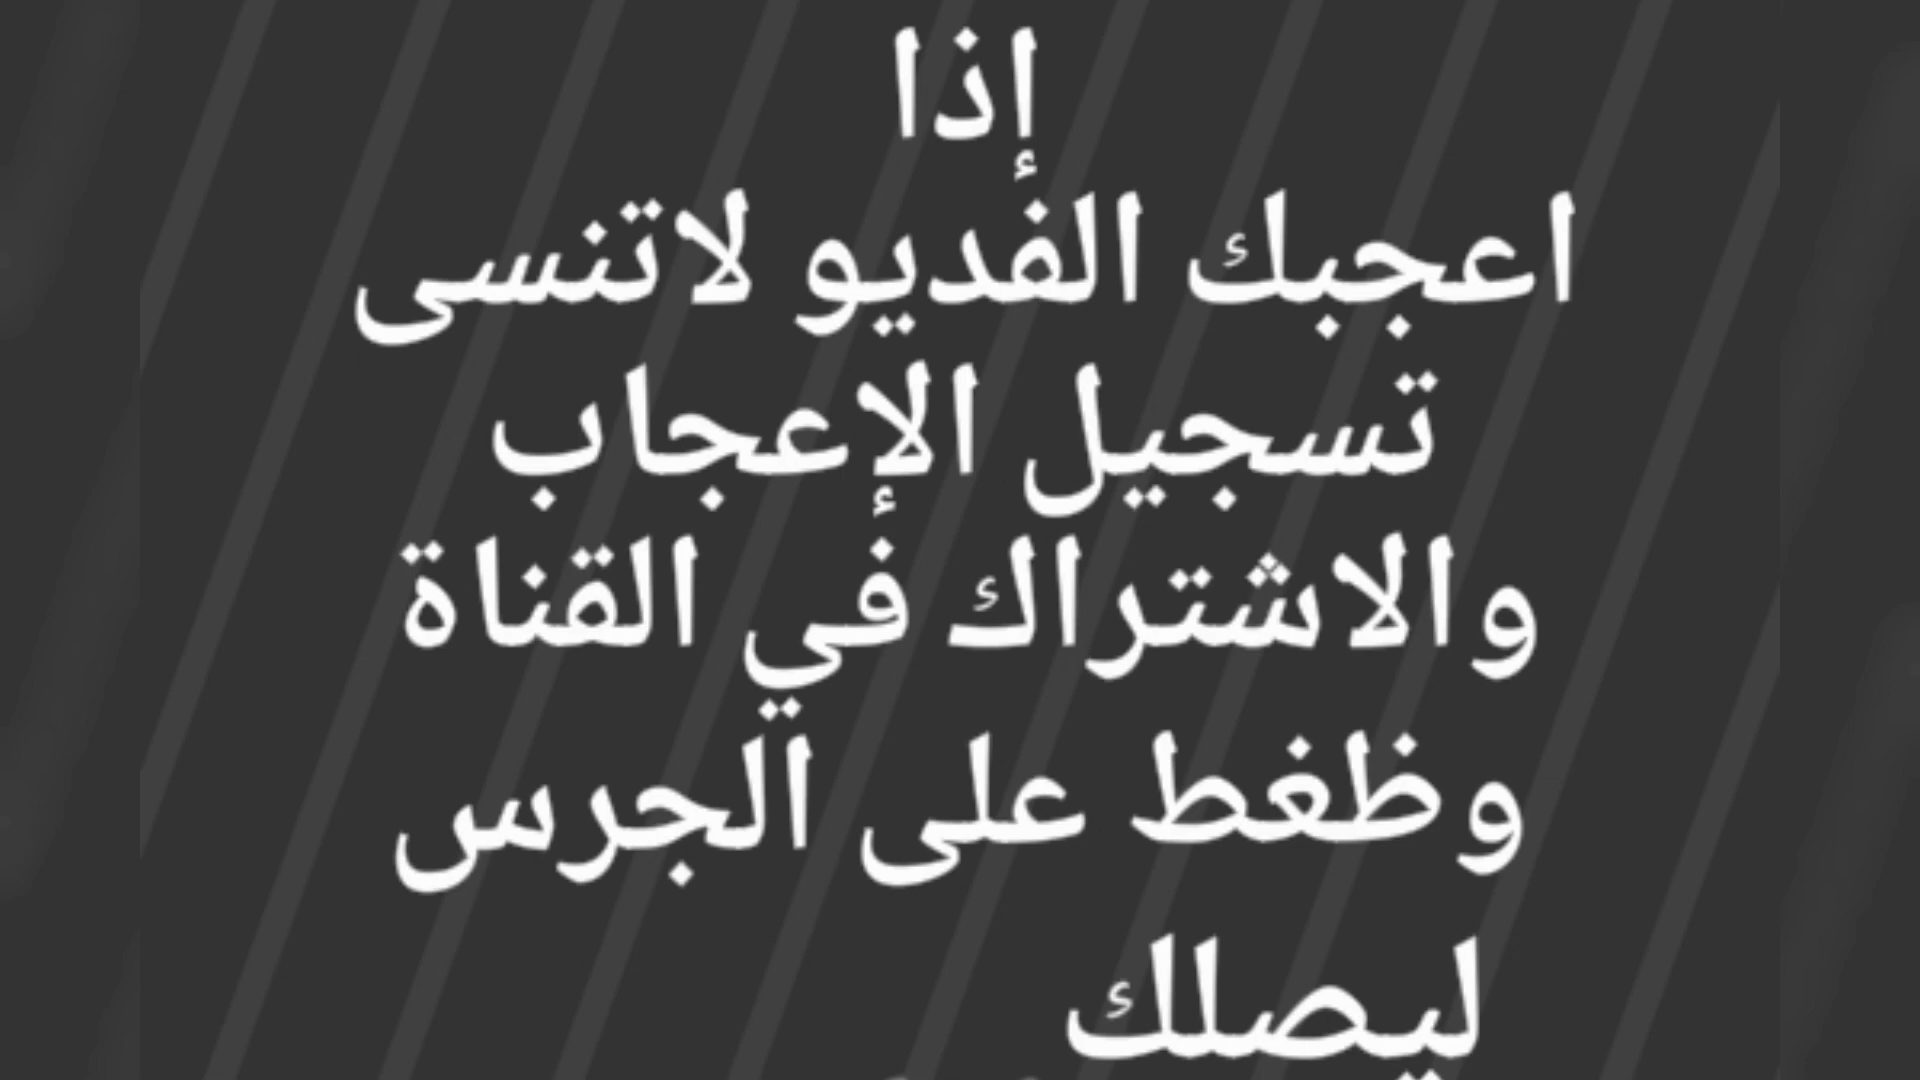 إذا
اعجبك الفديو لاتنسى
تسجيل الإعجاب
والاشتراك في القناة
وظغط على الجرس
ليصلك